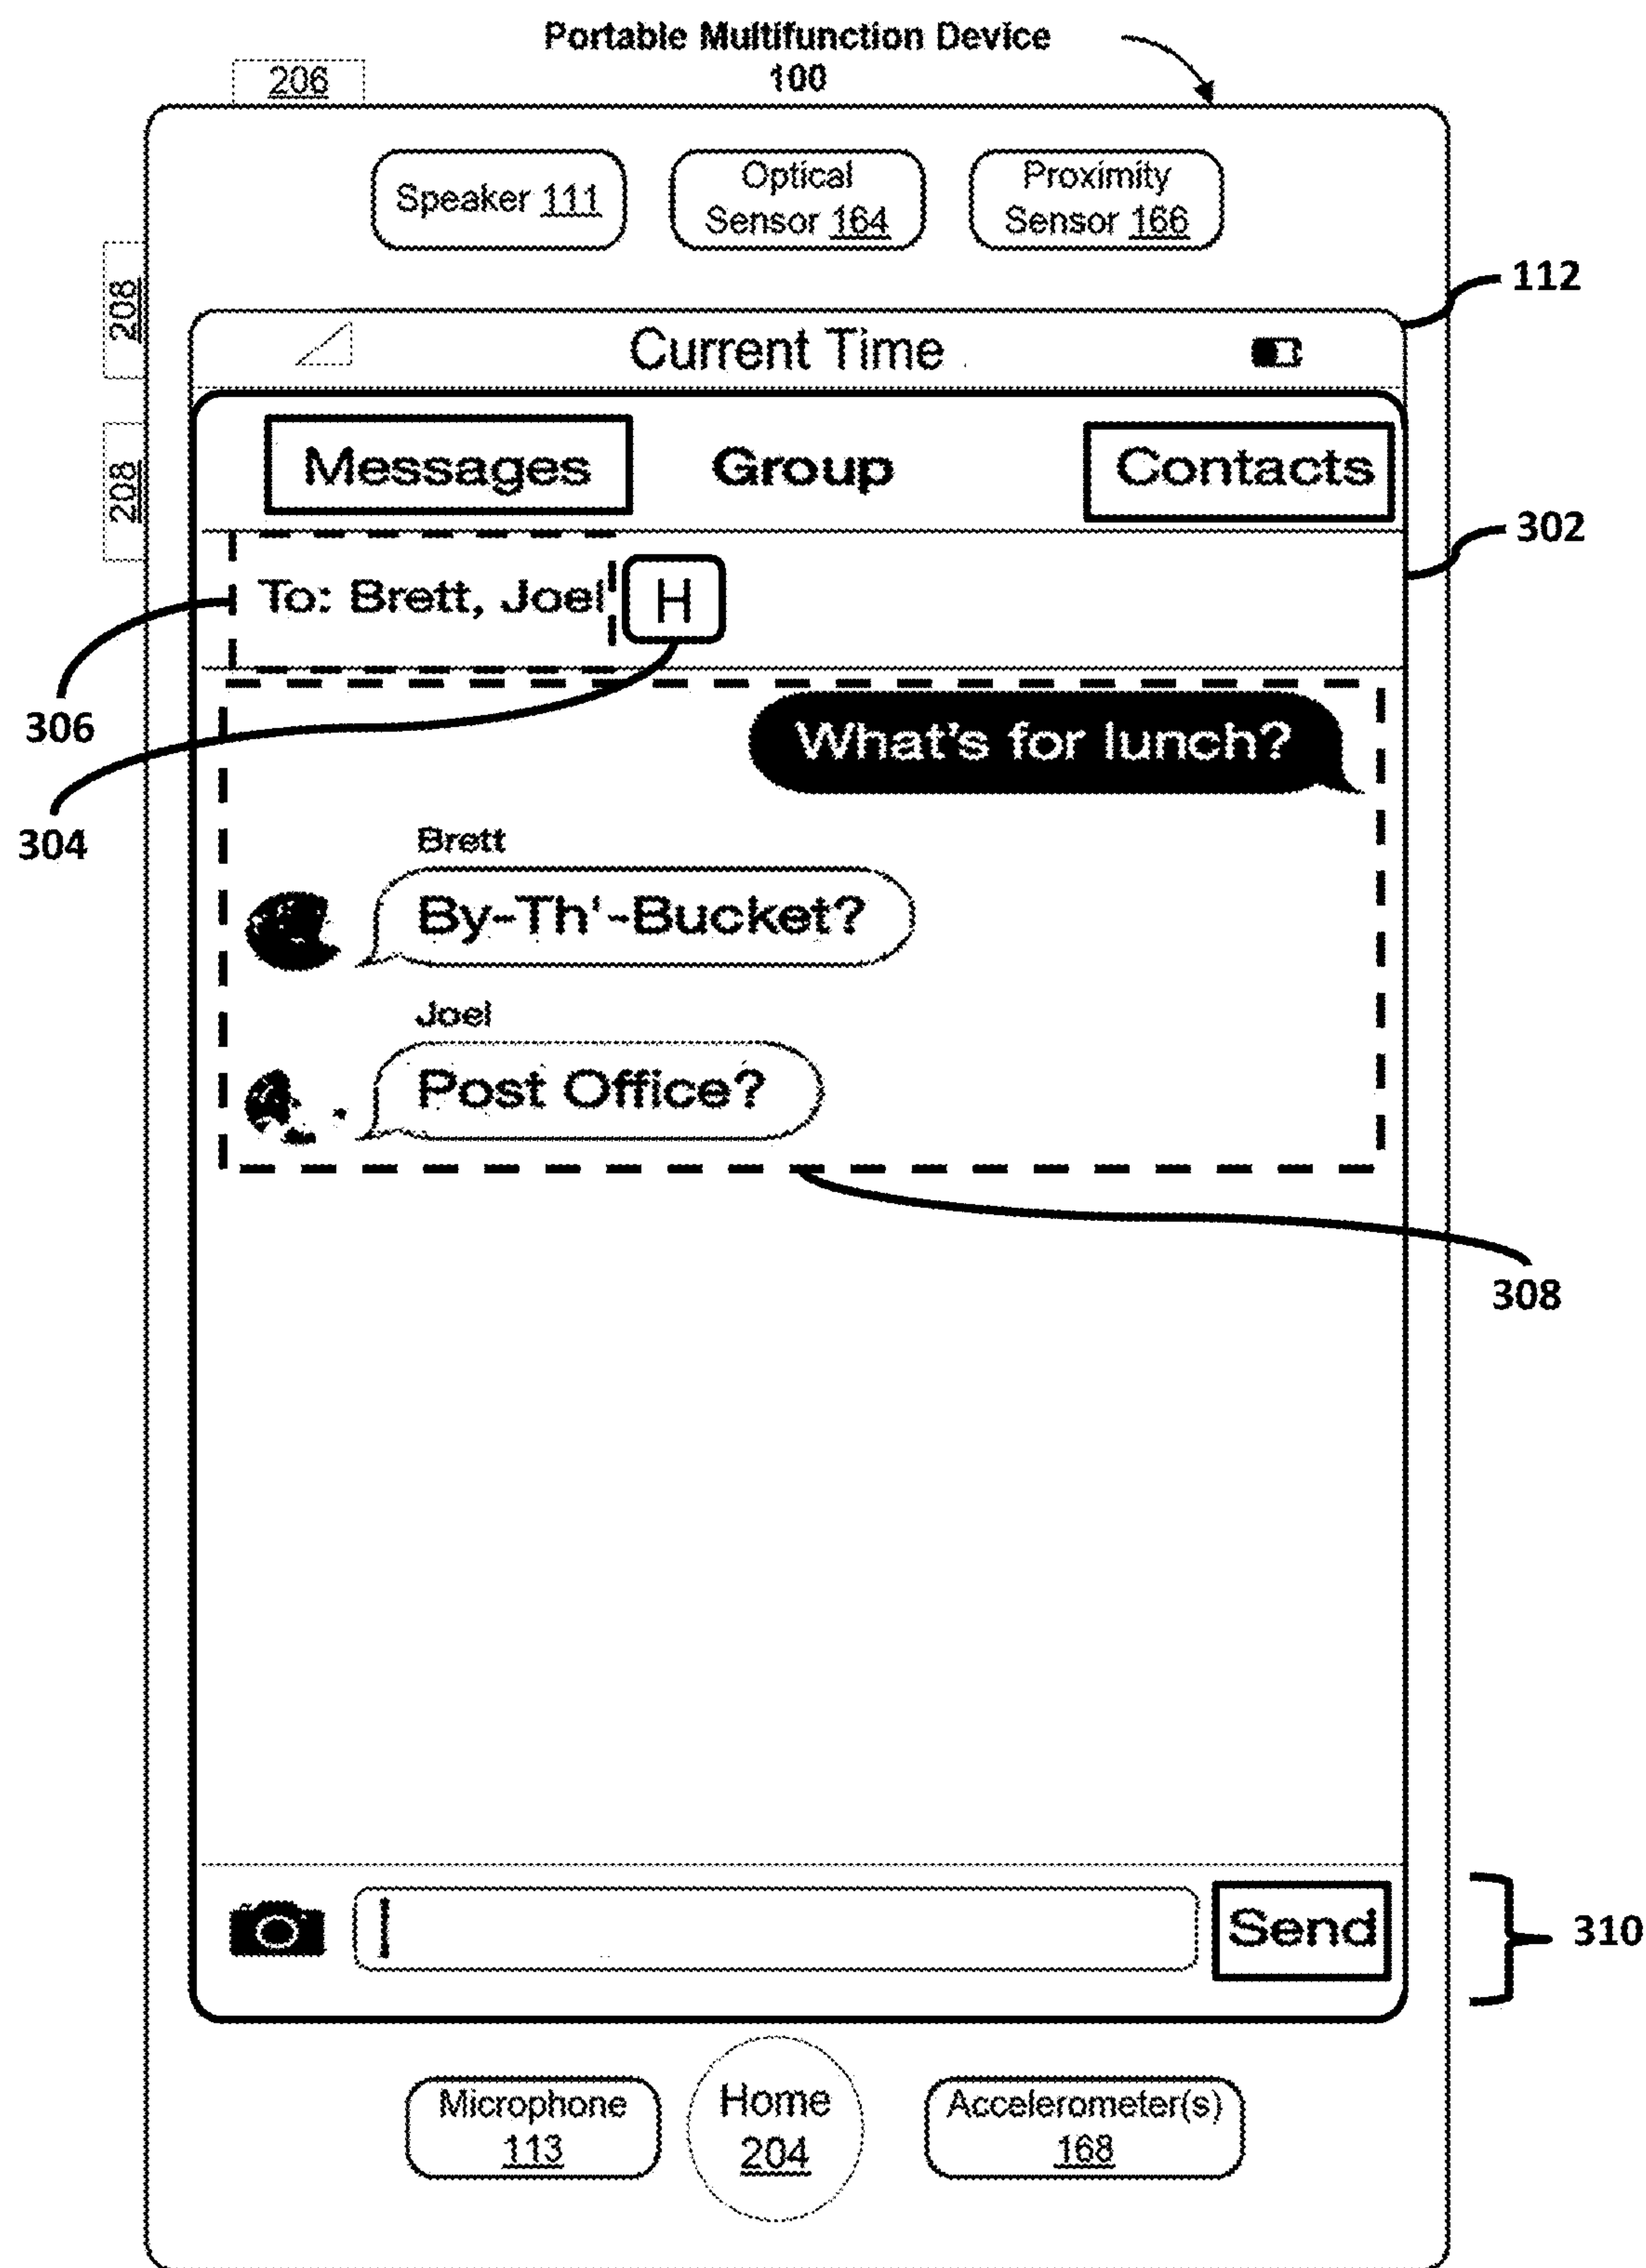 Portable Multifunction Device
100
206
Speaker 111
Optical
Sensor 164
Proximity
Sensor 166
208
112
Current Time
Messages
Group
Contacts
208
302
To: Brett, Joel
H
306
What's for lunch?
304
Brett
By-Th'-Bucket?
Joel
Post Office?
308
Send
310
Microphone
113
Home
204
Accelerometer(s)
168